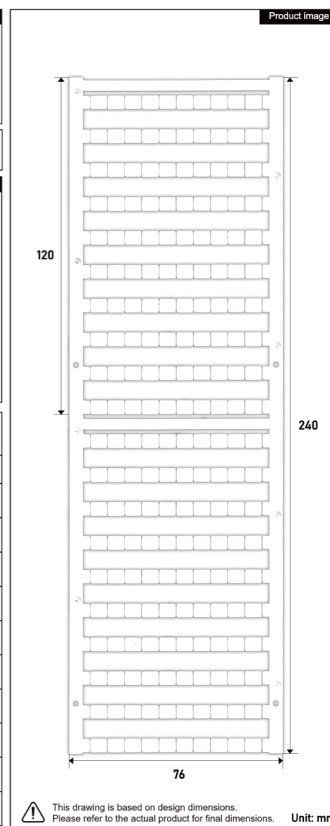 Product image
120
240
76
This drawing is based on design dimensions.
Please refer to the actual product for final dimensions.
Unit: mm